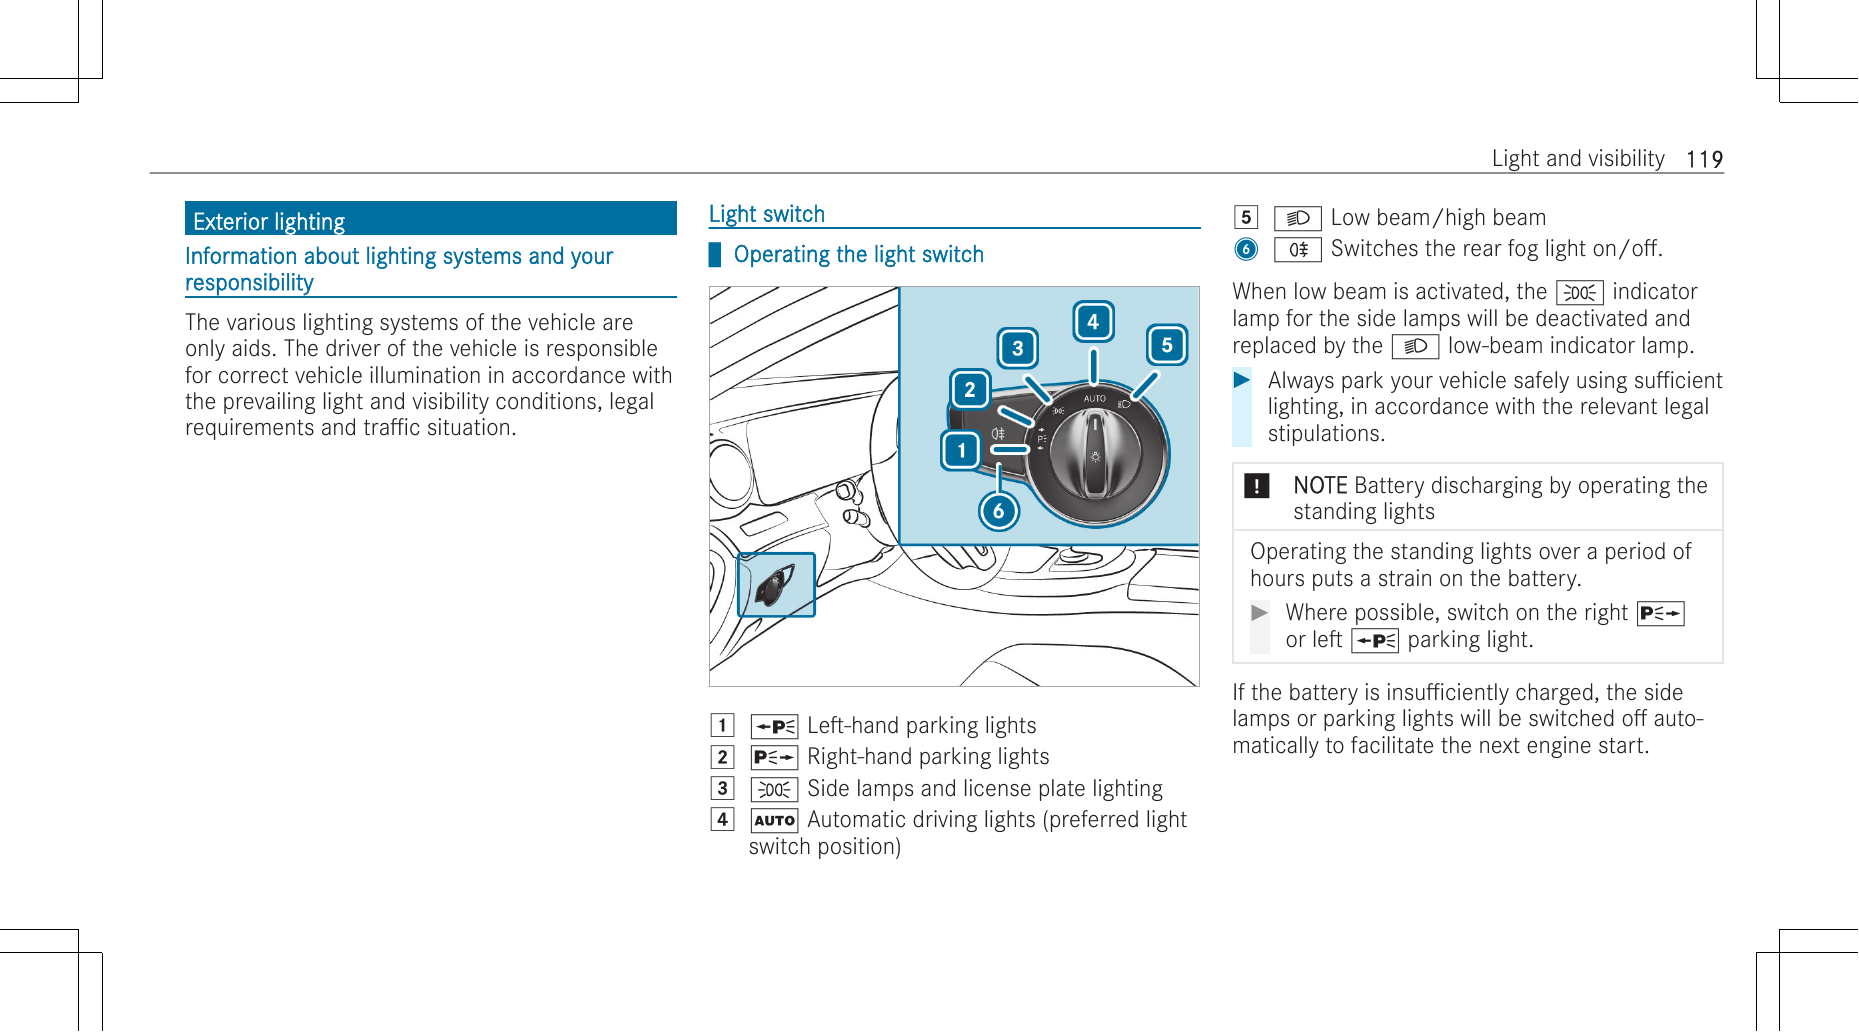 Light and visibility 119
Exterior lighting
Information about lighting systems and your
responsibility
The various lighting systems of the vehicle are
only aids. The driver of the vehicle is responsible
for correct vehicle illumination in accordance with
the prevailing light and visibility conditions, legal
requirements and traffic situation.
Light switch
Operating the light switch
4
3
5
2
AUTO
1
P
6
1 P Left-hand parking lights
2 P Right-hand parking lights
3 Side lamps and license plate lighting
4 AUTO Automatic driving lights (preferred light
switch position)
5 Low beam/high beam
6 Switches the rear fog light on/off.
When low beam is activated, the indicator
lamp for the side lamps will be deactivated and
replaced by the low-beam indicator lamp.
Always park your vehicle safely using sufficient
lighting, in accordance with the relevant legal
stipulations.
! NOTE Battery discharging by operating the
standing lights
Operating the standing lights over a period of
hours puts a strain on the battery.
Where possible, switch on the right P
or left P parking light.
If the battery is insufficiently charged, the side
lamps or parking lights will be switched off auto-
matically to facilitate the next engine start.